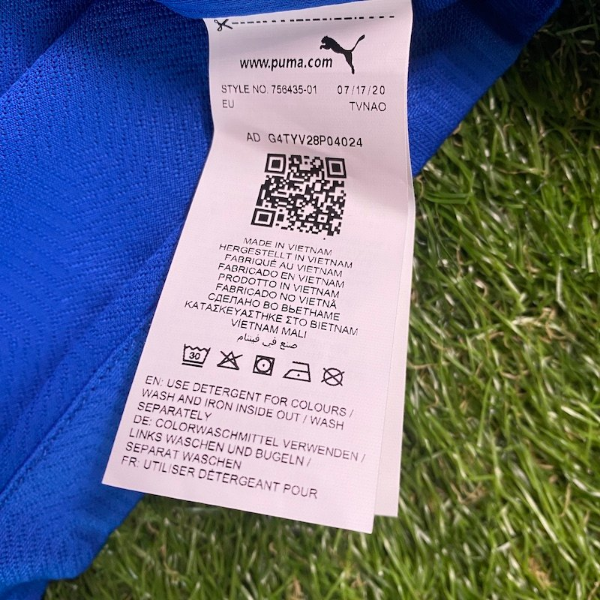 www.puma.com
STYLE NO. 756435-01 07/17/20
EU TVNAO
AD G4TYV28P04024
MADE IN VIETNAM
HERGESTELLT IN VIETNAM
FABRIQUÉ AU VIETNAM
FABRICADO EN VIETNAM
PRODOTTO IN VIETNAM
FABRICADO NO VIETNÃ
СДЕЛАНО ВО ВЬЕТНАМЕ
ΚΑΤΑΣΚΕΥΑΣΤΗΚΕ ΣΤΟ ΒΙΕΤΝΑΜ
VIETNAM MALI
صنع في فيتنام
30
EN: USE DETERGENT FOR COLOURS /
WASH AND IRON INSIDE OUT / WASH
SEPARATELY
DE: COLORWASCHMITTEL VERWENDEN /
LINKS WASCHEN UND BÜGELN /
SEPARAT WASCHEN
FR: UTILISER DÉTERGENT POUR